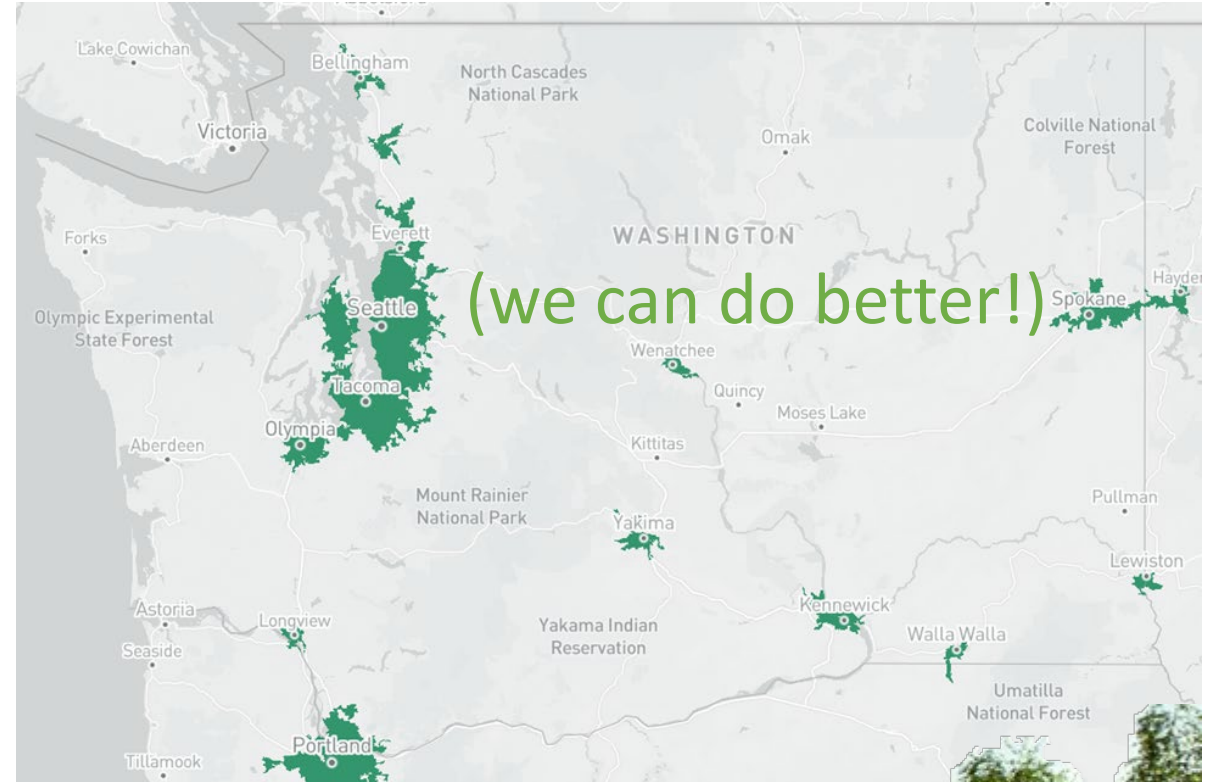 Lake Cowichan
Bellingham
North Cascades
National Park
Victoria
Omak
Colville National
Forest
Forks
Everett
WASHINGTON
(we can do better!)
Seattle
Spokane
Hayden
Olympic Experimental
State Forest
Wenatchee
Tacoma
Quincy
Moses Lake
Olympia
Aberdeen
Kittitas
Mount Rainier
National Park
Pullman
Yakima
Lewiston
Astoria
Longview
Kennewick
Yakama Indian
Reservation
Walla Walla
Seaside
Umatilla
National Forest
Portland
Tillamook